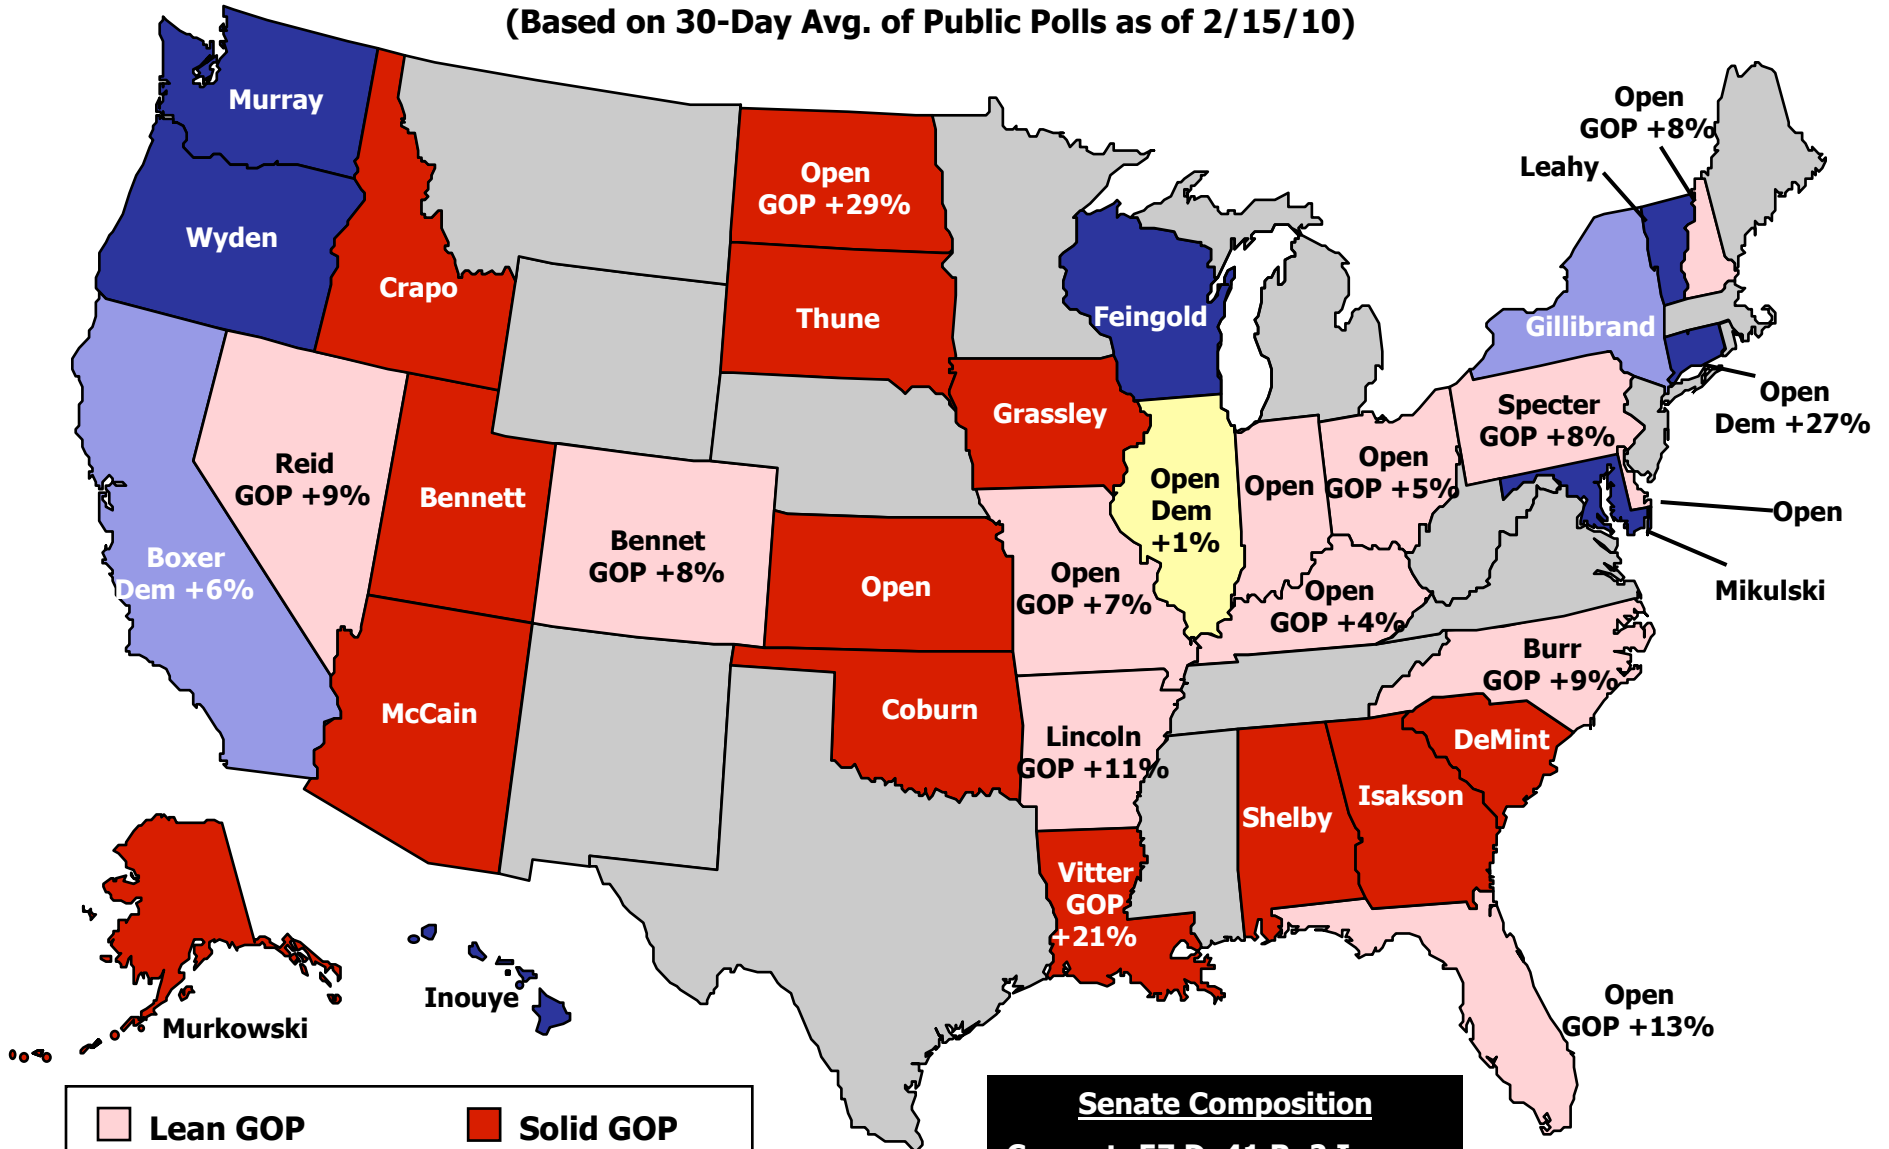 (Based on 30-Day Avg. of Public Polls as of 2/15/10)
Murray
Wyden
Crapo
Open
GOP +29%
Thune
Feingold
Open
GOP +8%
Leahy
Gillibrand
Open
Dem +27%
Specter
GOP +8%
Grassley
Open
Dem
+1%
Open
Open
GOP +5%
Open
Mikulski
Reid
GOP +9%
Bennett
Bennet
GOP +8%
Boxer
Dem +6%
Open
Open
GOP +7%
Open
GOP +4%
Burr
GOP +9%
McCain
Coburn
Lincoln
GOP +11%
DeMint
Isakson
Shelby
Vitter
GOP
+21%
Open
GOP +13%
Inouye
Murkowski
Lean GOP
Solid GOP
Senate Composition